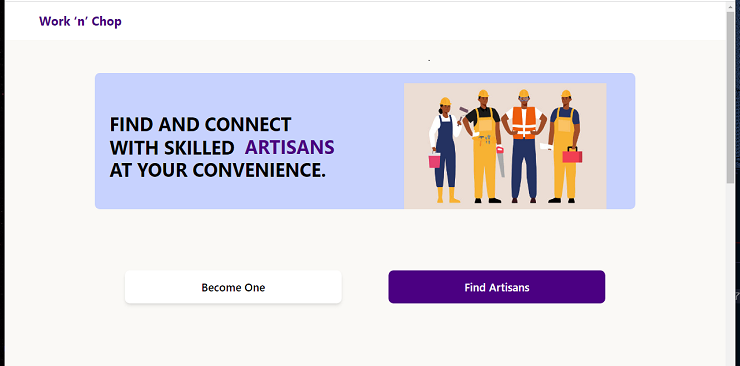 Work ‘n’ Chop
FIND AND CONNECT
WITH SKILLED ARTISANS
AT YOUR CONVENIENCE.
Become One
Find Artisans